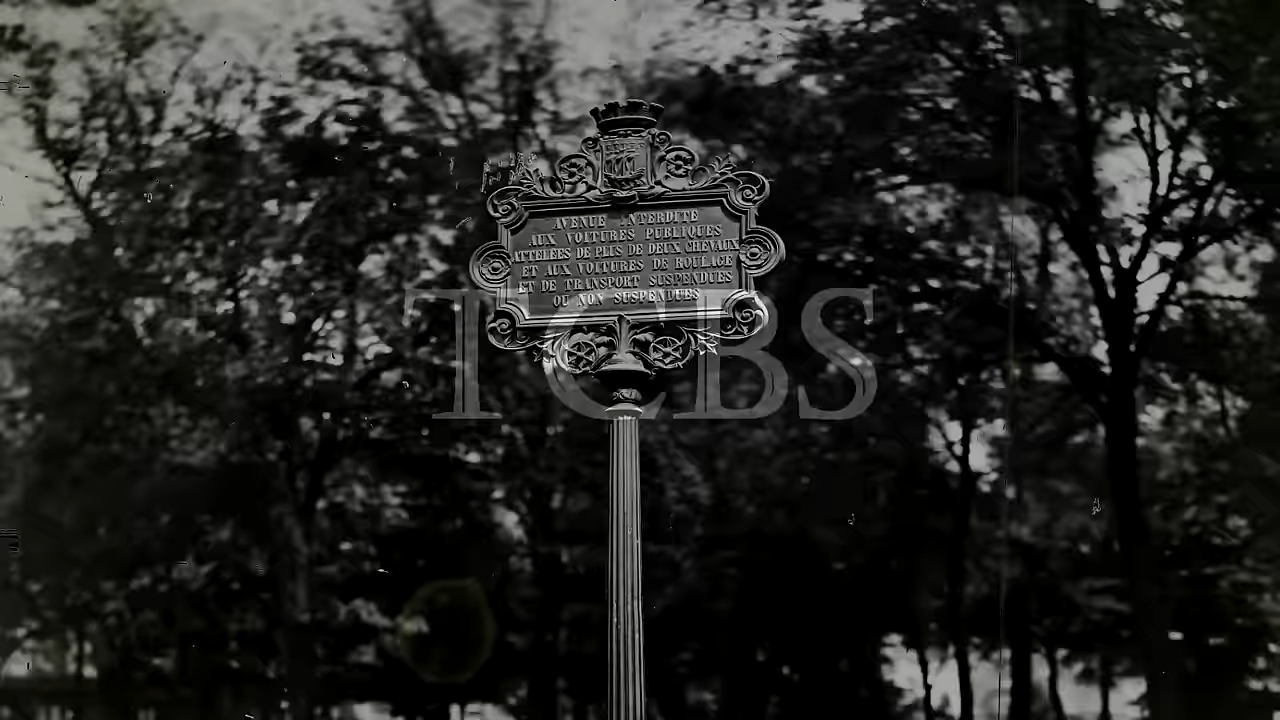 AVENUE INTERDITE
AUX VOITURES PUBLIQUES
ATTELÉES DE PLUS DE DEUX CHEVAUX
ET AUX VOITURES DE ROULAGE
ET DE TRANSPORT SUSPENDUES
OU NON SUSPENDUES
TCBS